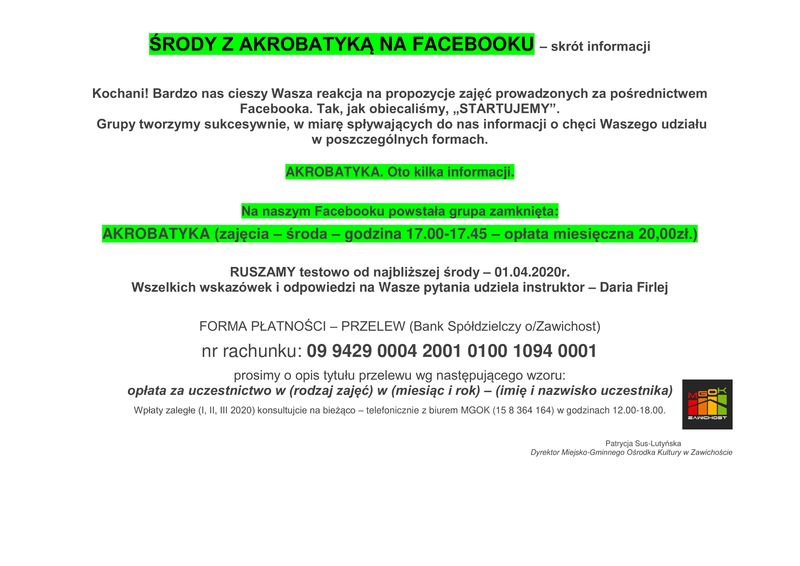 ŚRODY Z AKROBATYKĄ NA FACEBOOKU – skrót informacji
Kochani! Bardzo nas cieszy Wasza reakcja na propozycje zajęć prowadzonych za pośrednictwem
Facebooka. Tak, jak obiecaliśmy, „STARTUJEMY”.
Grupy tworzymy sukcesywnie, w miarę spływających do nas informacji o chęci Waszego udziału
w poszczególnych formach.
AKROBATYKA. Oto kilka informacji.
Na naszym Facebooku powstała grupa zamknięta:
AKROBATYKA (zajęcia – środa – godzina 17.00-17.45 – opłata miesięczna 20,00zł.)
RUSZAMY testowo od najbliższej środy – 01.04.2020r.
Wszelkich wskazówek i odpowiedzi na Wasze pytania udziela instruktor – Daria Firlej
FORMA PŁATNOŚCI – PRZELEW (Bank Spółdzielczy o/Zawichost)
nr rachunku: 09 9429 0004 2001 0100 1094 0001
prosimy o opis tytułu przelewu wg następującego wzoru:
opłata za uczestnictwo w (rodzaj zajęć) w (miesiąc i rok) – (imię i nazwisko uczestnika)
Wpłaty zaległe (I, II, III 2020) konsultujcie na bieżąco – telefonicznie z biurem MGOK (15 8 364 164) w godzinach 12.00-18.00.
MGOK
ZAWICHOST
Patrycja Sus-Lutyńska
Dyrektor Miejsko-Gminnego Ośrodka Kultury w Zawichoście